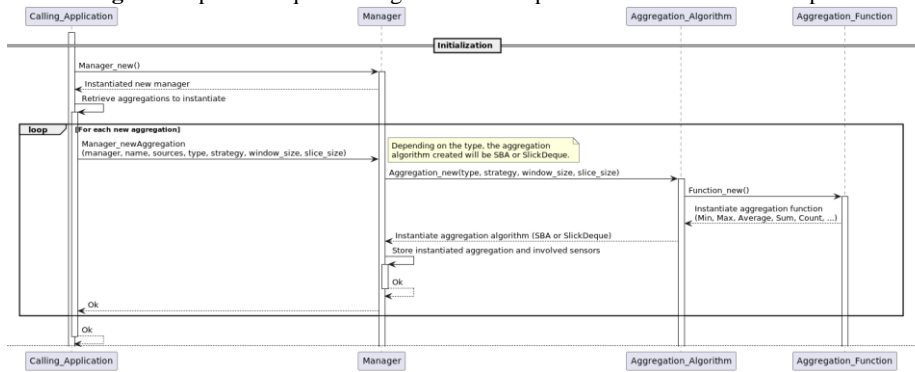 Calling_Application
Manager
Aggregation_Algorithm
Aggregation_Function
Initialization
Manager_new()
Instantiated new manager
Retrieve aggregations to instantiate
loop
[For each new aggregation]
Manager_newAggregation
(manager, name, sources, type, strategy, window_size, slice_size)
Depending on the type, the aggregation
algorithm created will be SBA or SlickDeque.
Aggregation_new(type, strategy, window_size, slice_size)
Function_new()
Instantiate aggregation function
(Min, Max, Average, Sum, Count, ...)
Instantiate aggregation algorithm (SBA or SlickDeque)
Store instantiated aggregation and involved sensors
Ok
Ok
Ok
Calling_Application
Manager
Aggregation_Algorithm
Aggregation_Function